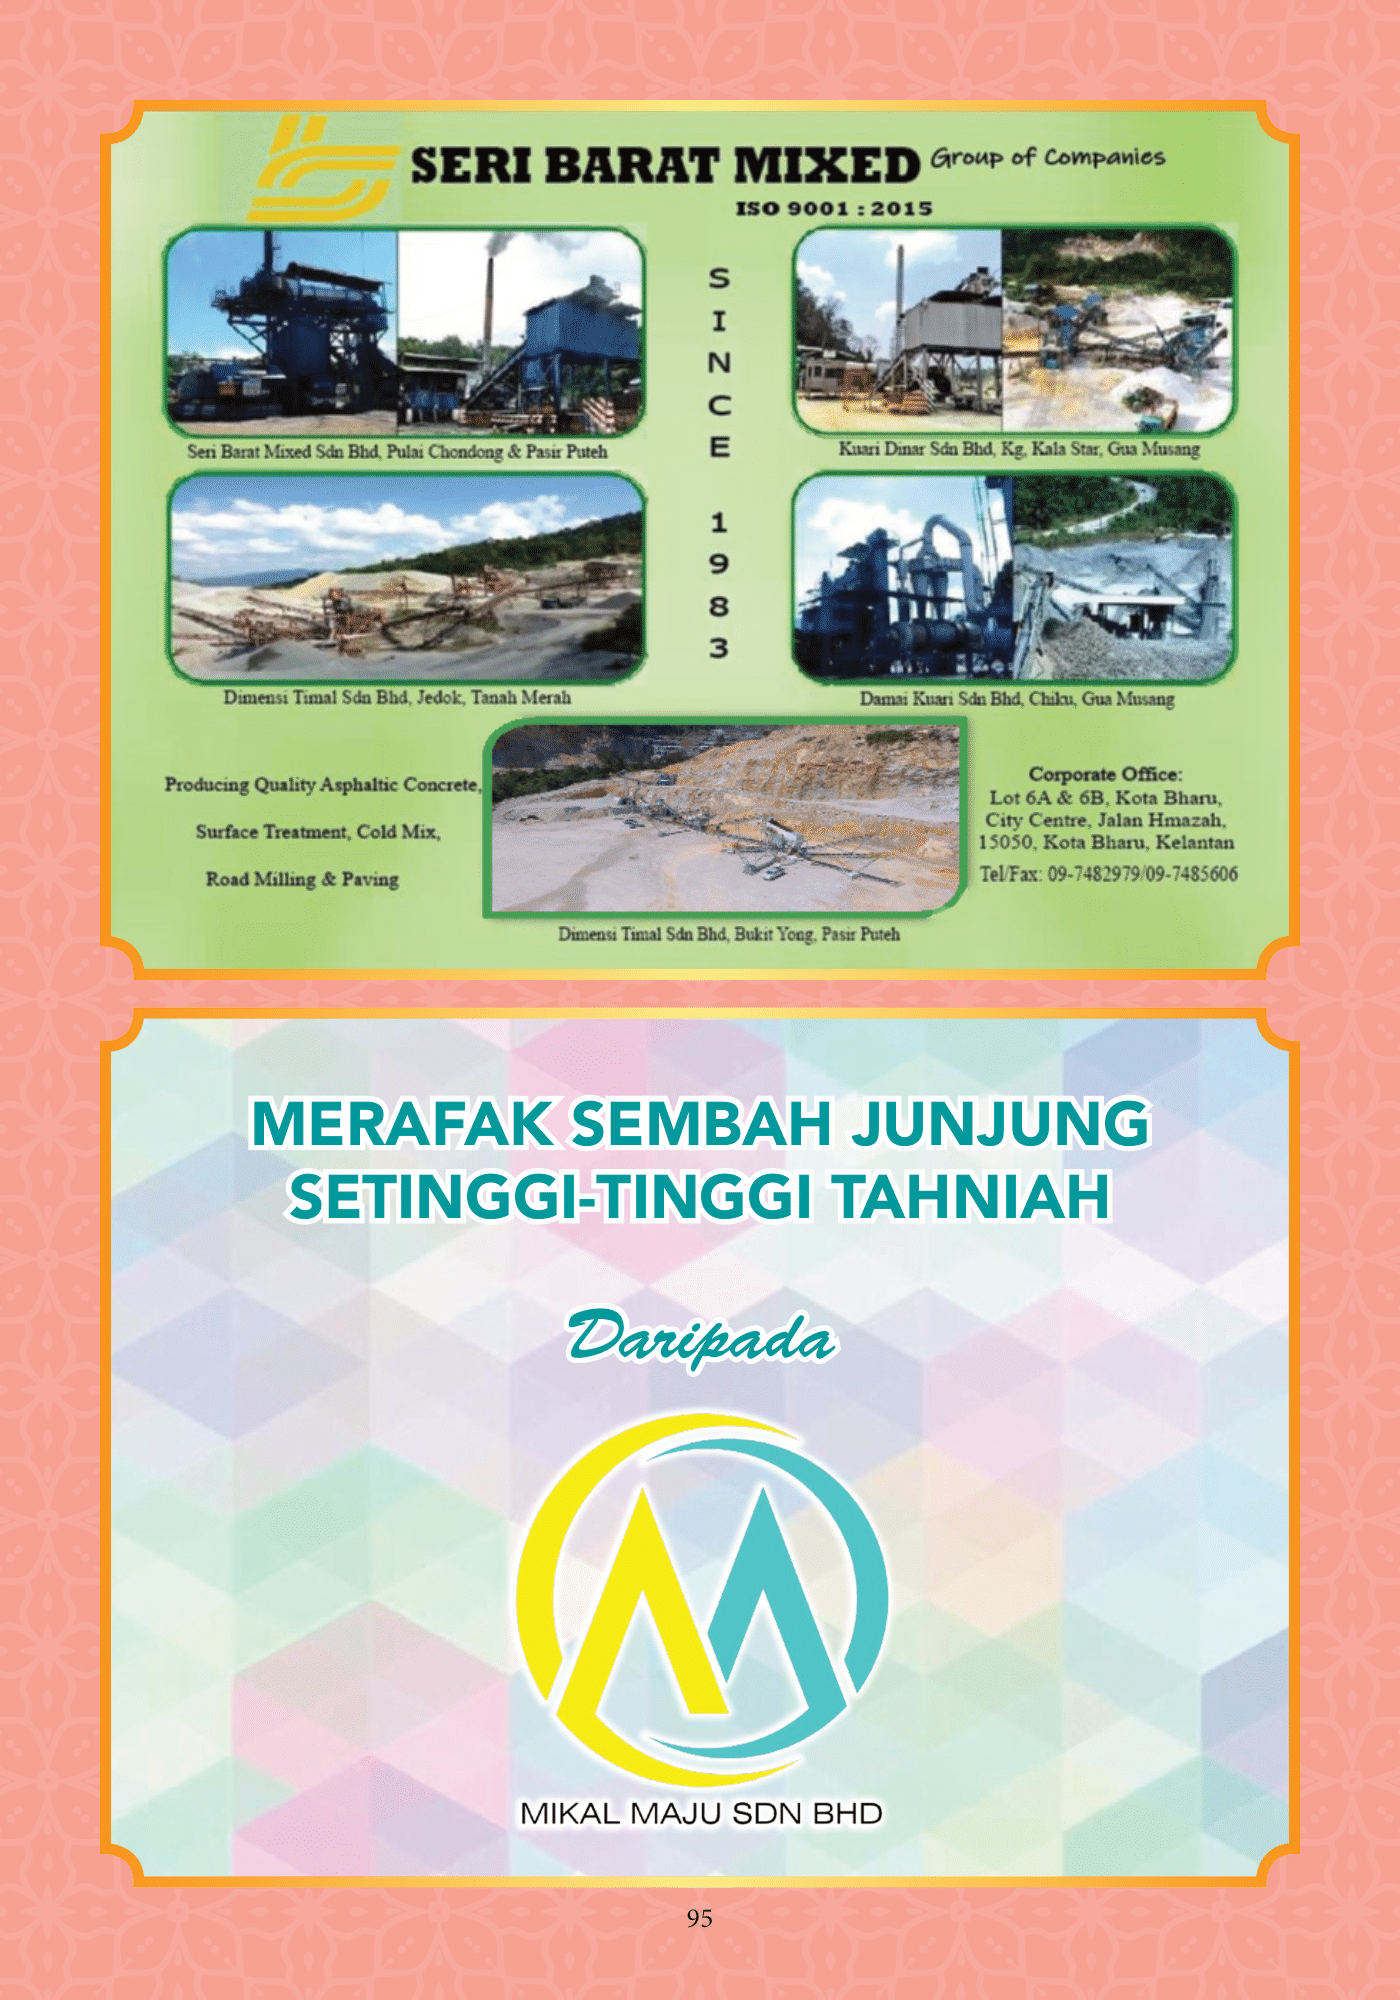 SERI BARAT MIXED Group of Companies
ISO 9001 : 2015
SINCE 1983
Seri Barat Mixed Sdn Bhd, Pulai Chondong & Pasir Puteh
Kuari Dinar Sdn Bhd, Kg, Kala Star, Gua Musang
Dimensi Timal Sdn Bhd, Jedok, Tanah Merah
Damai Kuari Sdn Bhd, Chiku, Gua Musang
Producing Quality Asphaltic Concrete,
Surface Treatment, Cold Mix,
Road Milling & Paving
Corporate Office:
Lot 6A & 6B, Kota Bharu,
City Centre, Jalan Hmazah,
15050, Kota Bharu, Kelantan
Tel/Fax: 09-7482979/09-7485606
Dimensi Timal Sdn Bhd, Bukit Yong, Pasir Puteh
MERAFAK SEMBAH JUNJUNG
SETINGGI-TINGGI TAHNIAH
Daripada
MIKAL MAJU SDN BHD
95